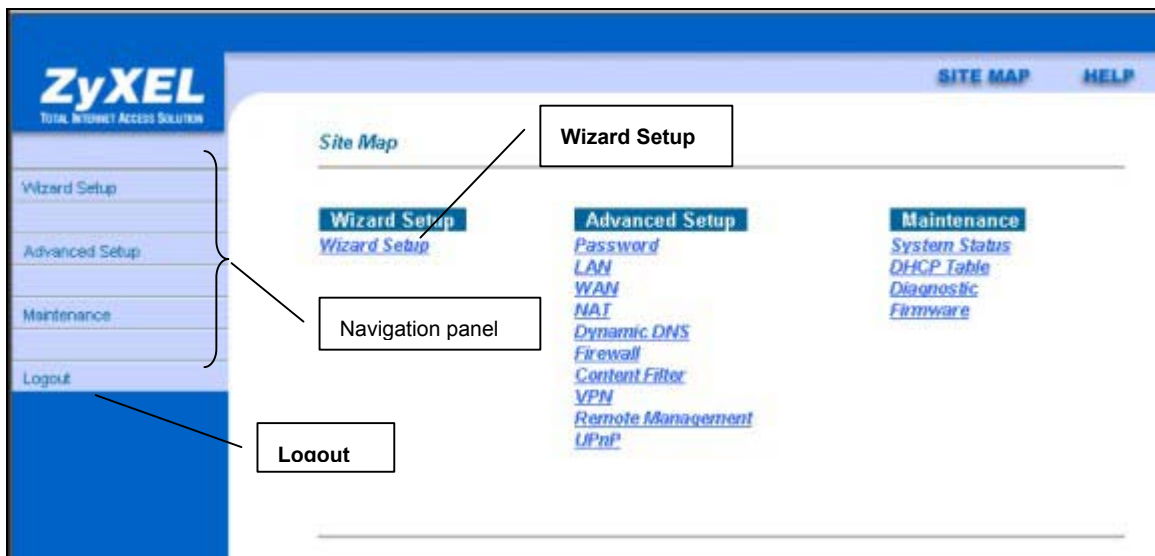 ZyXEL
TOTAL INTERNET ACCESS SOLUTION
SITE MAP HELP
Site Map
Wizard Setup
Wizard Setup
Advanced Setup
Maintenance
Logout
Navigation panel
Logout
Wizard Setup
Wizard Setup
Advanced Setup
Password
LAN
WAN
NAT
Dynamic DNS
Firewall
Content Filter
VPN
Remote Management
UPnP
Maintenance
System Status
DHCP Table
Diagnostic
Firmware